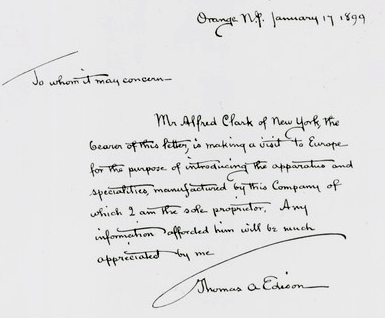 Orange N.J. January 17 1899
To whom it may concern—
Mr Alfred Clark of New York, the
bearer of this letter, is making a visit to Europe
for the purpose of introducing the apparatus and
specialities, manufactured by this Company of
which I am the sole proprietor. Any
information afforded him will be much
appreciated by me
Thomas A Edison